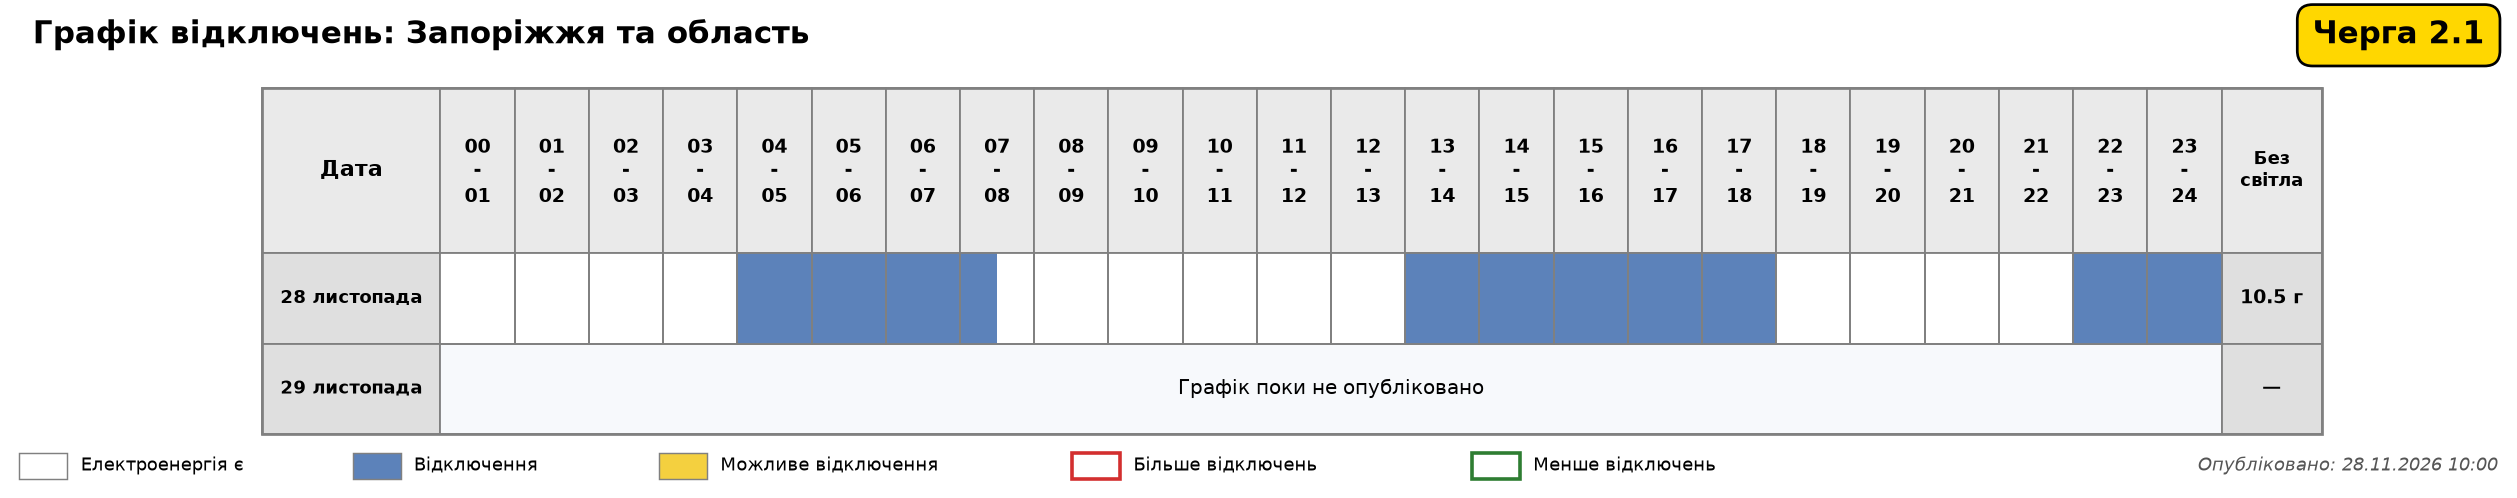 Графік відключень: Запоріжжя та область
Черга 2.1
Дата
00 - 01
01 - 02
02 - 03
03 - 04
04 - 05
05 - 06
06 - 07
07 - 08
08 - 09
09 - 10
10 - 11
11 - 12
12 - 13
13 - 14
14 - 15
15 - 16
16 - 17
17 - 18
18 - 19
19 - 20
20 - 21
21 - 22
22 - 23
23 - 24
Без
світла
28 листопада
10.5 г
29 листопада
Графік поки не опубліковано
—
Електроенергія є
Відключення
Можливе відключення
Більше відключень
Менше відключень
Опубліковано: 28.11.2026 10:00